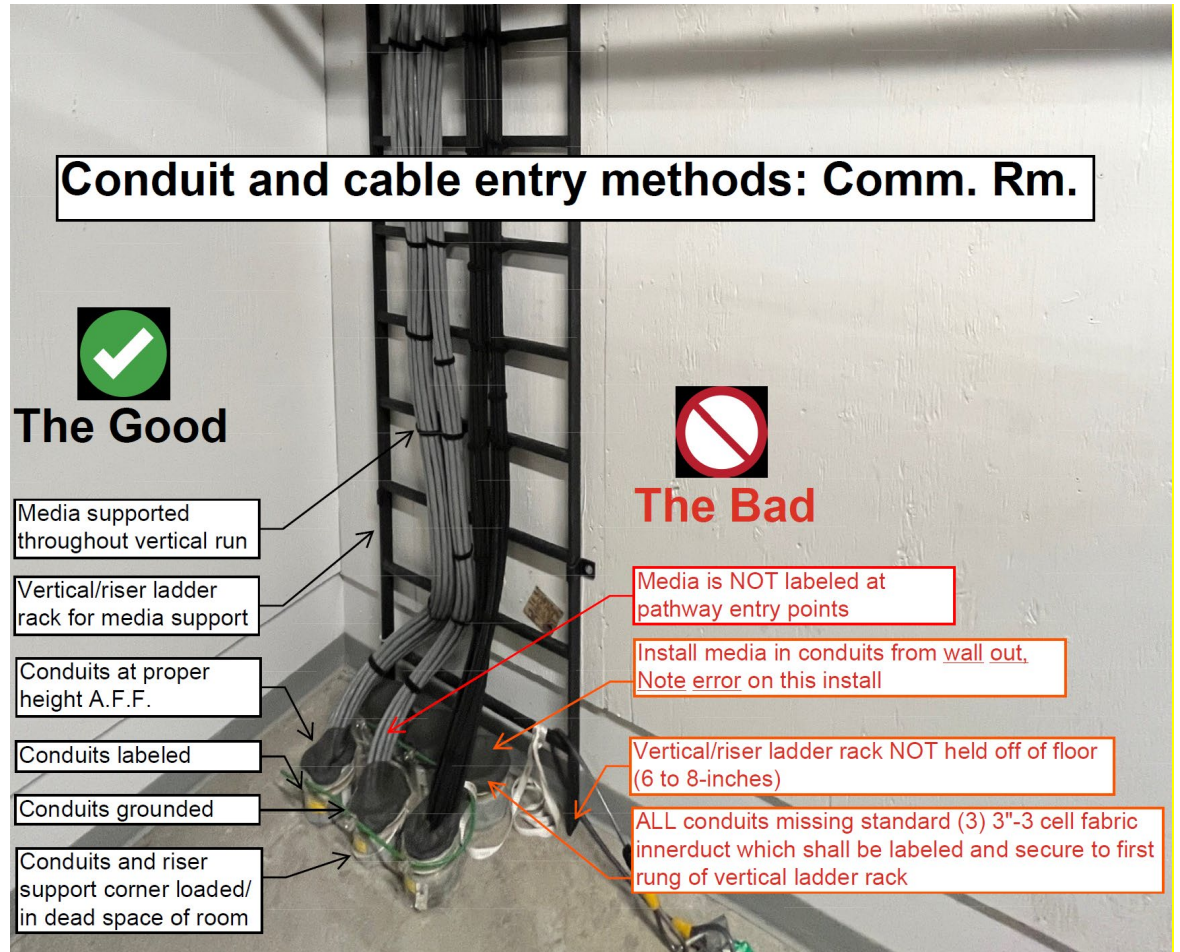 Conduit and cable entry methods: Comm. Rm.
The Good
Media supported
throughout vertical run
Vertical/riser ladder
rack for media support
Conduits at proper
height A.F.F.
Conduits labeled
Conduits grounded
Conduits and riser
support corner loaded/
in dead space of room
The Bad
Media is NOT labeled at
pathway entry points
Install media in conduits from wall out,
Note error on this install
Vertical/riser ladder rack NOT held off of floor
(6 to 8-inches)
ALL conduits missing standard (3) 3"-3 cell fabric
innerduct which shall be labeled and secure to first
rung of vertical ladder rack